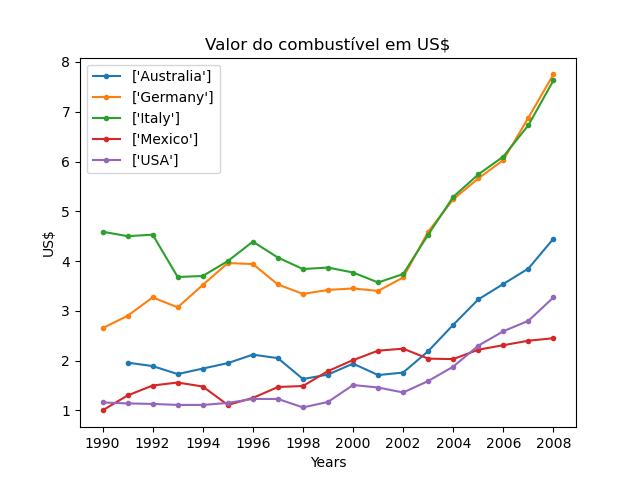 Valor do combustível em US$
['Australia']
['Germany']
['Italy']
['Mexico']
['USA']
8
7
6
5
4
3
2
1
US$
1990 1992 1994 1996 1998 2000 2002 2004 2006 2008
Years